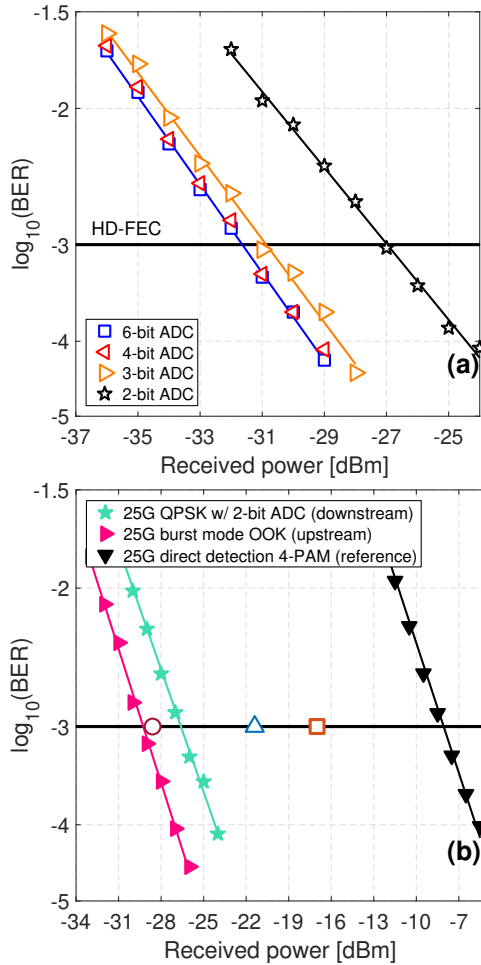 -1.5
-2
-3
-4
-5
log10(BER)
HD-FEC
6-bit ADC
4-bit ADC
3-bit ADC
2-bit ADC
(a)
-37 -35 -33 -31 -29 -27 -25
Received power [dBm]
-1.5
-2
-3
-4
-5
log10(BER)
25G QPSK w/ 2-bit ADC (downstream)
25G burst mode OOK (upstream)
25G direct detection 4-PAM (reference)
(b)
-34 -31 -28 -25 -22 -19 -16 -13 -10 -7
Received power [dBm]